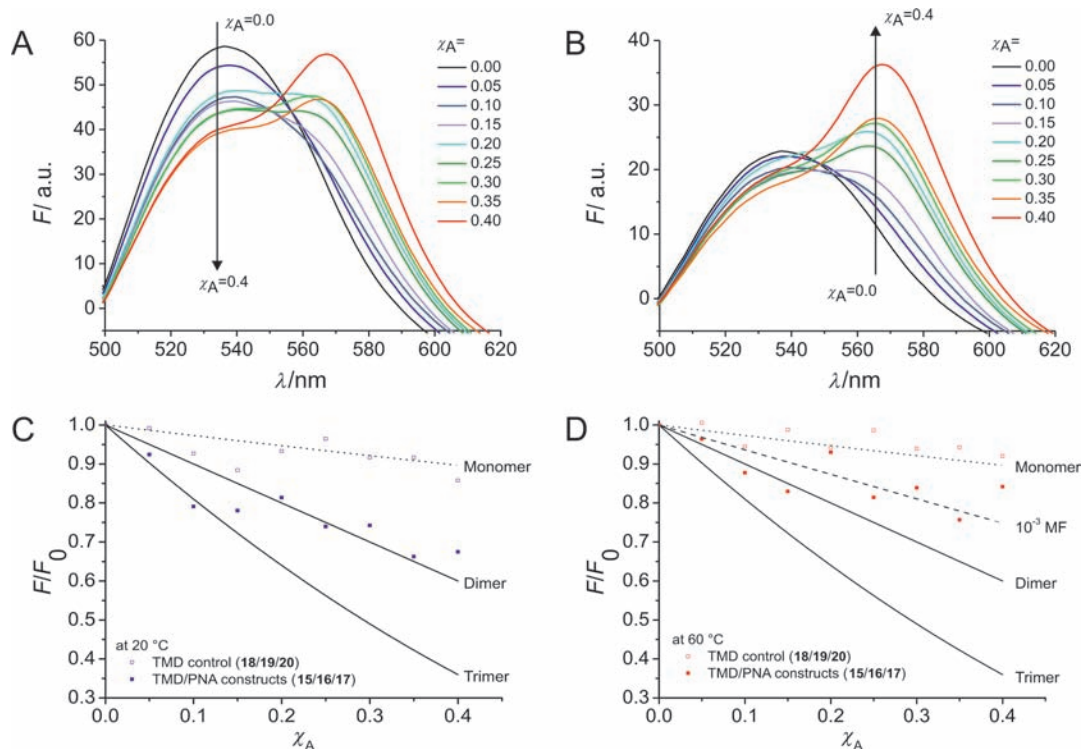 A
χA=0.0
χA=
0.00
0.05
0.10
0.15
0.20
0.25
0.30
0.35
0.40
χA=0.4
60
50
40
30
20
10
0
F/ a.u.
500 520 540 560 580 600 620
λ/nm
B
χA=0.4
χA=
0.00
0.05
0.10
0.15
0.20
0.25
0.30
0.35
0.40
χA=0.0
40
30
20
10
0
F/ a.u.
500 520 540 560 580 600 620
λ/nm
C
1.0
0.9
0.8
0.7
0.6
0.5
0.4
0.3
F/F0
Monomer
Dimer
Trimer
at 20 °C
TMD control (18/19/20)
TMD/PNA constructs (15/16/17)
0.0 0.1 0.2 0.3 0.4
χA
D
1.0
0.9
0.8
0.7
0.6
0.5
0.4
0.3
F/F0
Monomer
10⁻³ MF
Dimer
Trimer
at 60 °C
TMD control (18/19/20)
TMD/PNA constructs (15/16/17)
0.0 0.1 0.2 0.3 0.4
χA